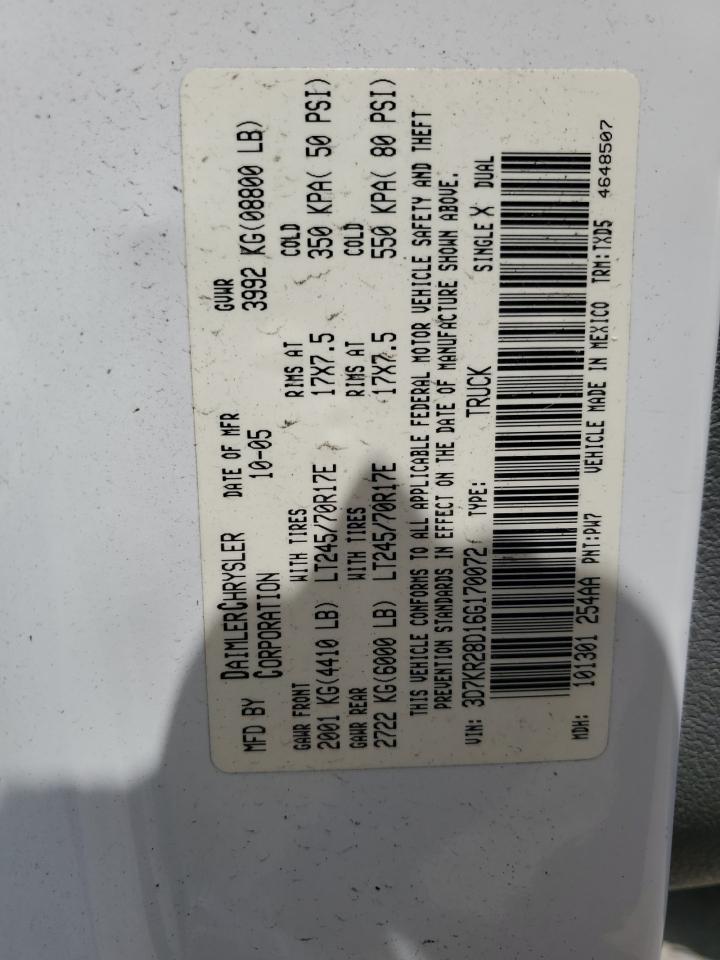 MFD BY DAIMLERCHRYSLER CORPORATION
DATE OF MFR 10-05
GVWR 3992 KG(08800 LB)
GAWR FRONT WITH TIRES RIMS AT COLD
2001 KG(4410 LB) LT245/70R17E 17X7.5 350 KPA( 50 PSI)
GAWR REAR WITH TIRES RIMS AT COLD
2722 KG(6000 LB) LT245/70R17E 17X7.5 550 KPA( 80 PSI)
THIS VEHICLE CONFORMS TO ALL APPLICABLE FEDERAL MOTOR VEHICLE SAFETY AND THEFT
PREVENTION STANDARDS IN EFFECT ON THE DATE OF MANUFACTURE SHOWN ABOVE.
VIN: 3D7KR28D16G170072 TYPE: TRUCK SINGLE X DUAL
MDH: 101301 254AA PNT:PW7 VEHICLE MADE IN MEXICO TRM:TXD5 4648507